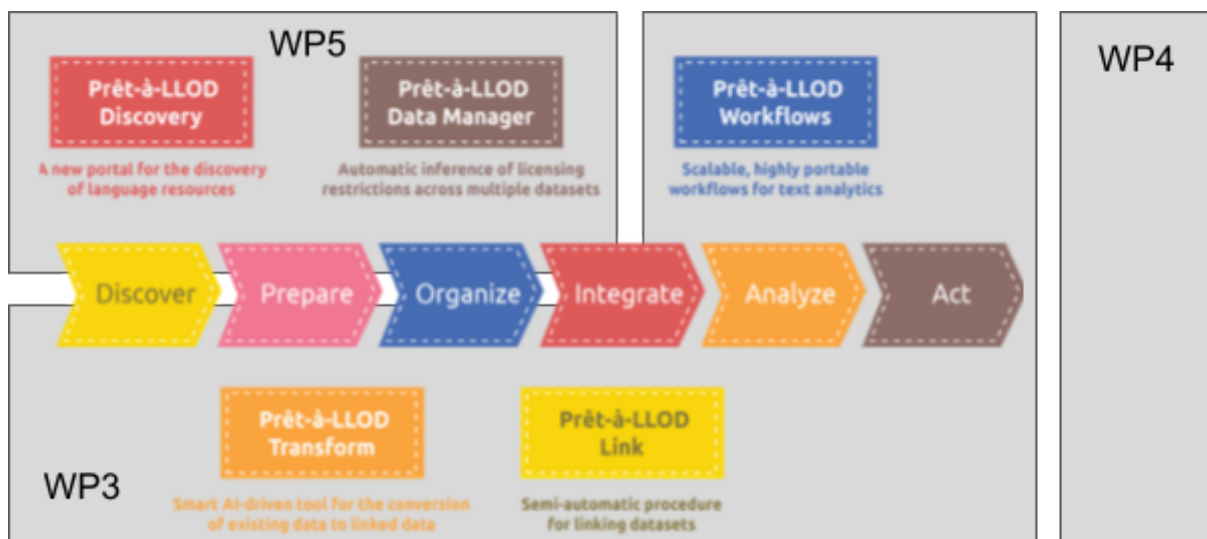 WP5
WP4
Prêt-à-LLOD
Discovery
Prêt-à-LLOD
Data Manager
Prêt-à-LLOD
Workflows
A new portal for the discovery
of language resources
Automatic inference of licensing
restrictions across multiple datasets
Scalable, highly portable
workflows for text analytics
Discover
Prepare
Organize
Integrate
Analyze
Act
Prêt-à-LLOD
Transform
Prêt-à-LLOD
Link
WP3
Smart AI-driven tool for the conversion
of existing data to linked data
Semi-automatic procedure
for linking datasets